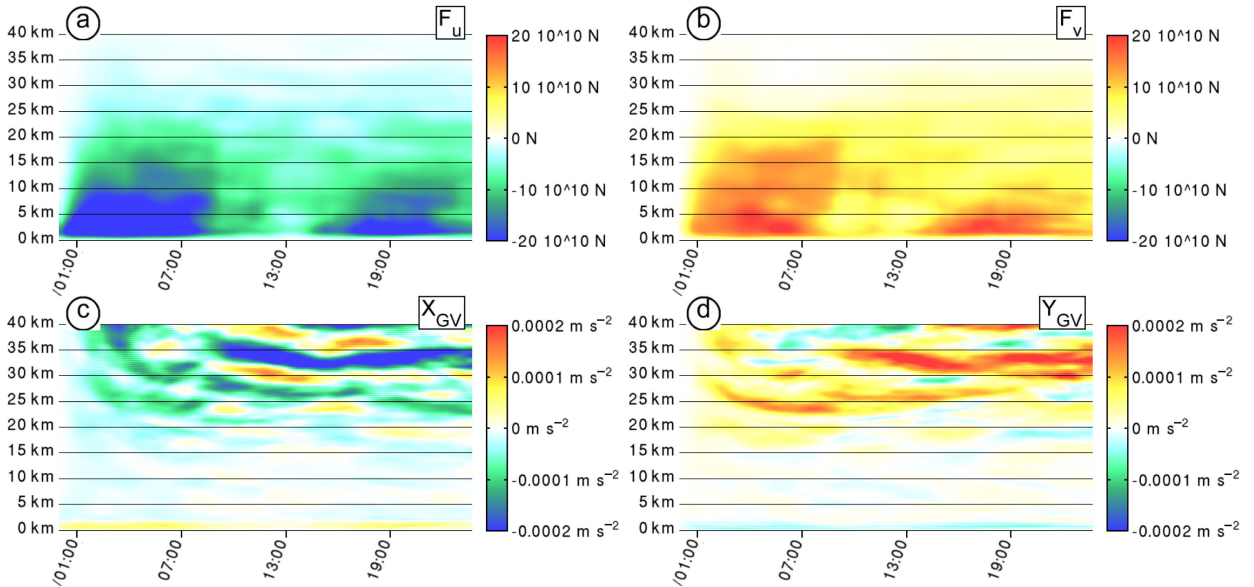 a
F_u
40 km
35 km
30 km
25 km
20 km
15 km
10 km
5 km
0 km
/01:00
07:00
13:00
19:00
20 10^10 N
10 10^10 N
0 N
-10 10^10 N
-20 10^10 N
b
F_v
40 km
35 km
30 km
25 km
20 km
15 km
10 km
5 km
0 km
/01:00
07:00
13:00
19:00
20 10^10 N
10 10^10 N
0 N
-10 10^10 N
-20 10^10 N
c
X_GV
40 km
35 km
30 km
25 km
20 km
15 km
10 km
5 km
0 km
/01:00
07:00
13:00
19:00
0.0002 m s⁻²
0.0001 m s⁻²
0 m s⁻²
-0.0001 m s⁻²
-0.0002 m s⁻²
d
Y_GV
40 km
35 km
30 km
25 km
20 km
15 km
10 km
5 km
0 km
/01:00
07:00
13:00
19:00
0.0002 m s⁻²
0.0001 m s⁻²
0 m s⁻²
-0.0001 m s⁻²
-0.0002 m s⁻²